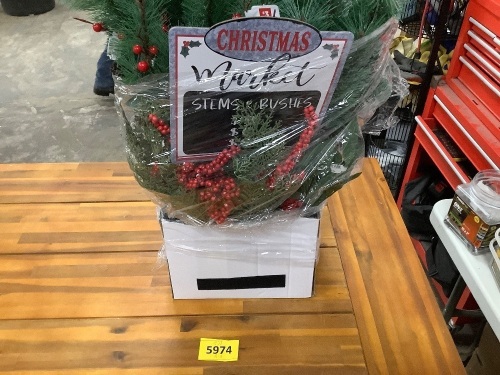 CHRISTMAS
Market
STEMS & BUSHES
5974